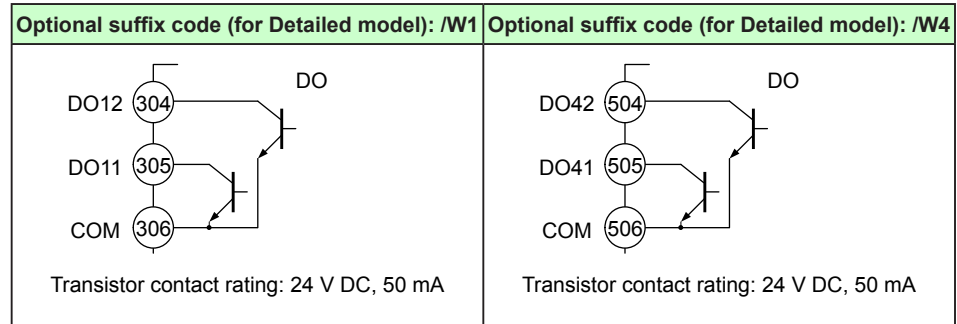 Optional suffix code (for Detailed model): /W1
DO
DO12 304
DO11 305
COM 306
Transistor contact rating: 24 V DC, 50 mA
Optional suffix code (for Detailed model): /W4
DO
DO42 504
DO41 505
COM 506
Transistor contact rating: 24 V DC, 50 mA